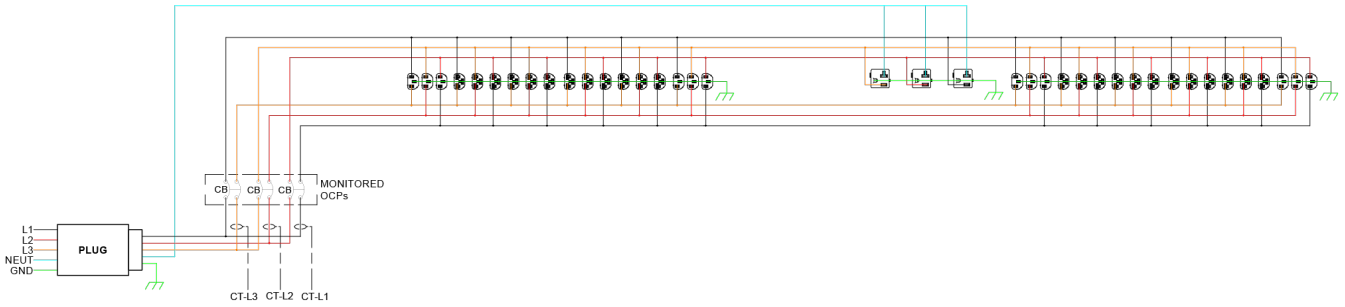 CB CB CB MONITORED
OCPs
L1
L2
L3
NEUT
GND
PLUG
CT-L3 CT-L2 CT-L1